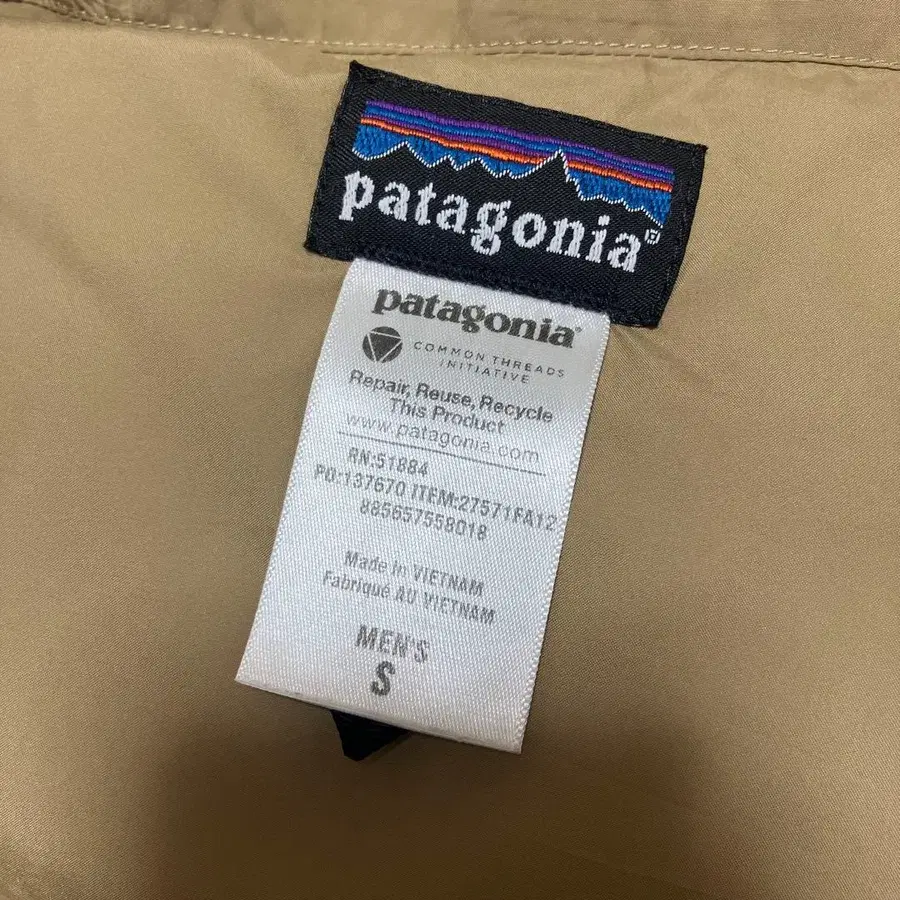 patagonia®
patagonia®
COMMON THREADS
INITIATIVE
Repair, Reuse, Recycle
This Product
www.patagonia.com
RN:51884
PO:137670 ITEM:27571FA12
885657558018
Made in VIETNAM
Fabriqué AU VIETNAM
MEN'S
S